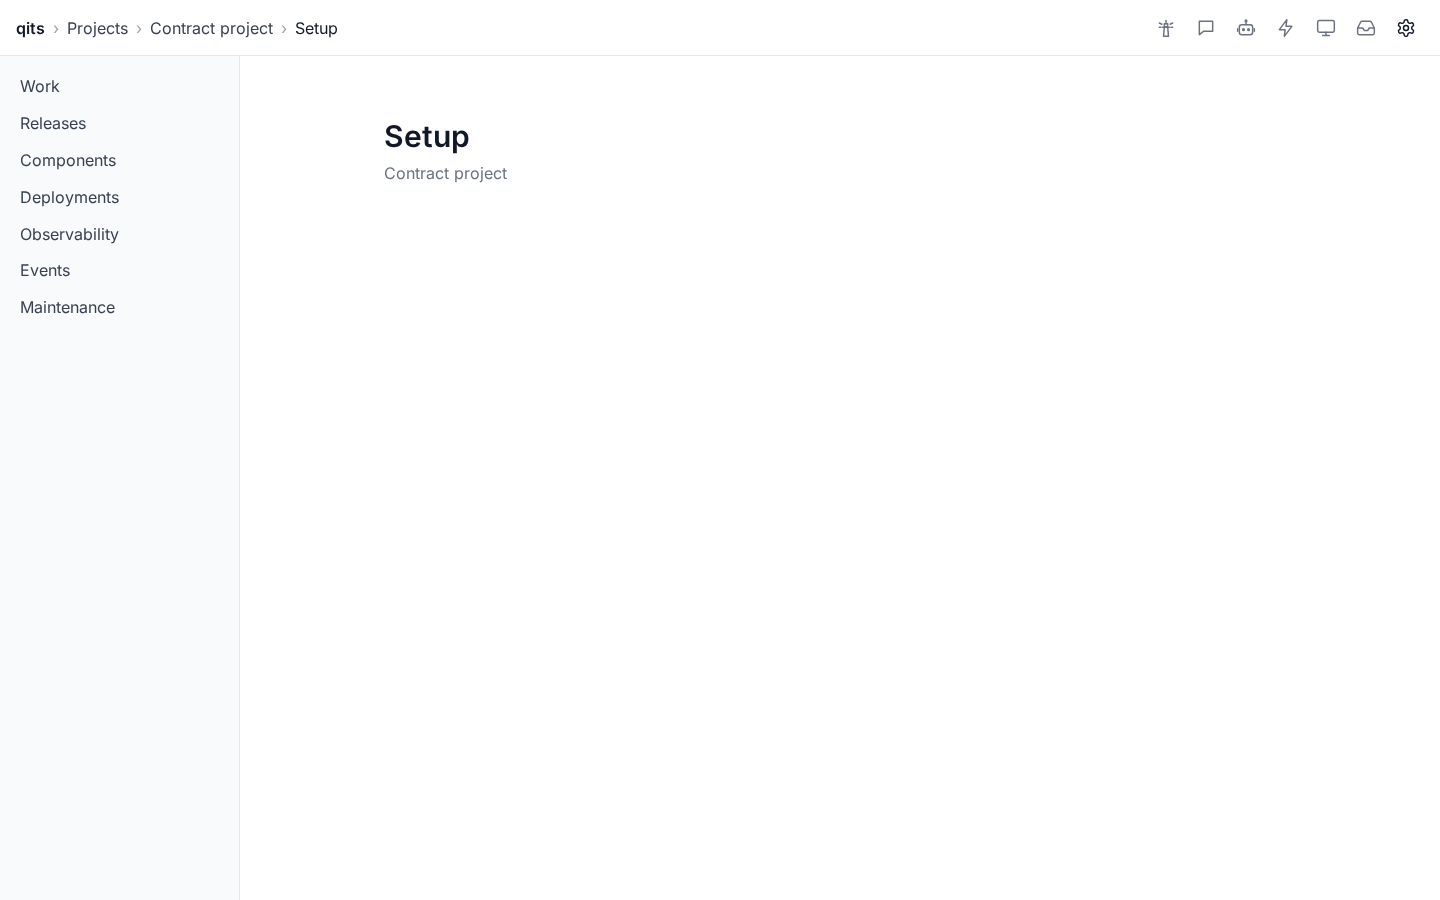 qits › Projects › Contract project › Setup
Work
Releases
Components
Deployments
Observability
Events
Maintenance
Setup
Contract project